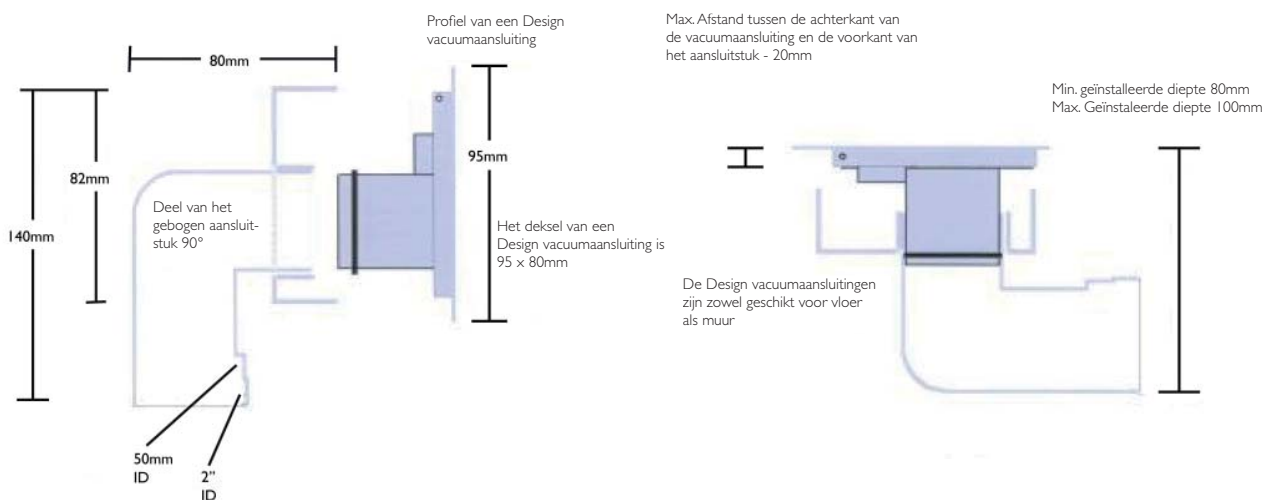 Profiel van een Design
vacuumaansluiting
Max. Afstand tussen de achterkant van
de vacuumaansluiting en de voorkant van
het aansluitstuk - 20mm
80mm
Min. geïnstalleerde diepte 80mm
Max. Geïnstaleerde diepte 100mm
95mm
82mm
Deel van het
gebogen aansluit-
stuk 90°
140mm
Het deksel van een
Design vacuumaansluiting is
95 x 80mm
De Design vacuumaansluitingen
zijn zowel geschikt voor vloer
als muur
50mm
ID
2"
ID